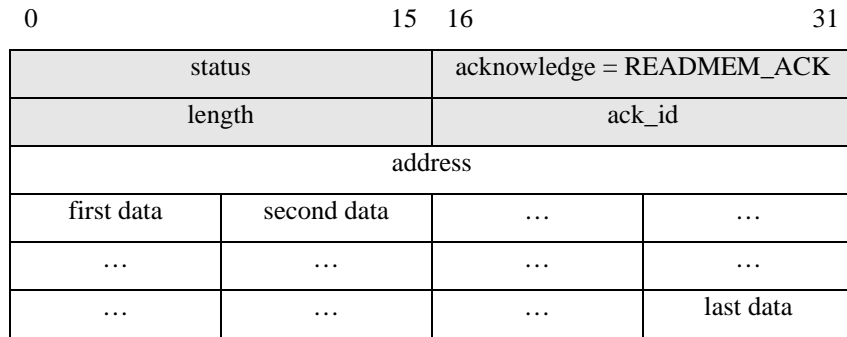 0 15 16 31
status acknowledge = READMEM_ACK
length ack_id
address
first data second data … …
… … … …
… … … last data